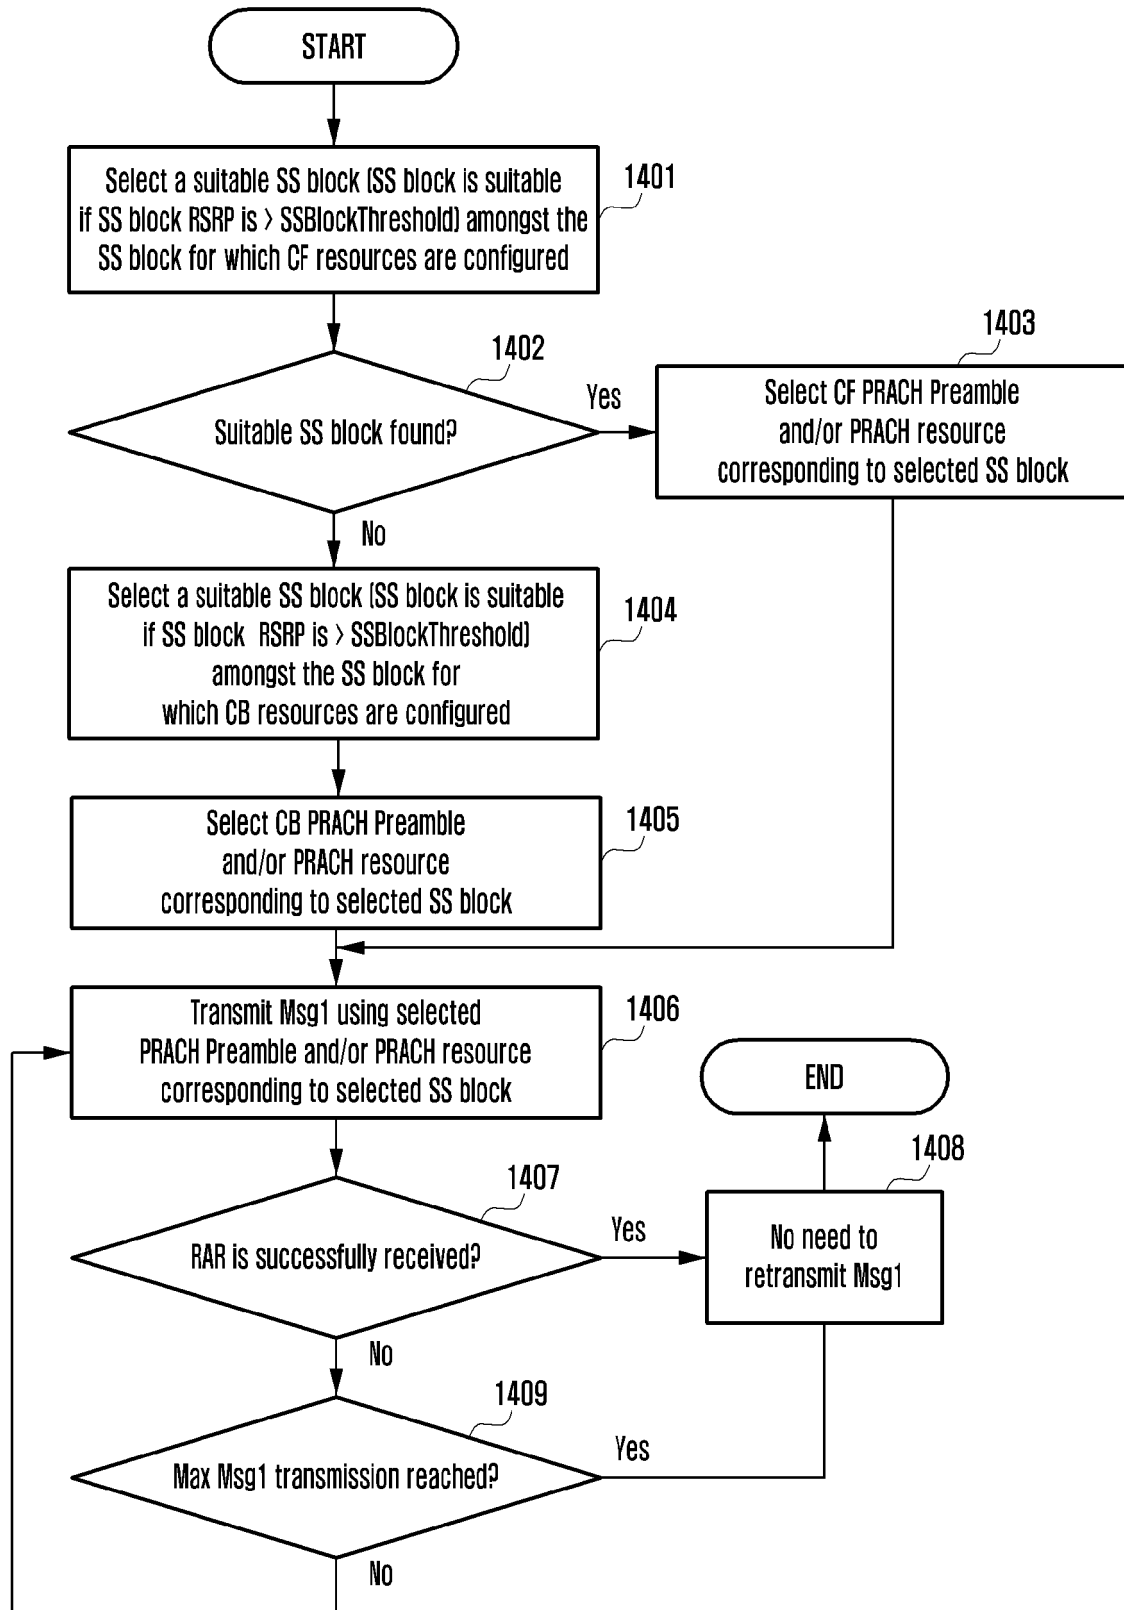 START
Select a suitable SS block (SS block is suitable
if SS block RSRP is > SSBlockThreshold) amongst the
SS block for which CF resources are configured
1401
1402
Suitable SS block found?
Yes
No
1403
Select CF PRACH Preamble
and/or PRACH resource
corresponding to selected SS block
Select a suitable SS block (SS block is suitable
if SS block RSRP is > SSBlockThreshold)
amongst the SS block for
which CB resources are configured
1404
Select CB PRACH Preamble
and/or PRACH resource
corresponding to selected SS block
1405
Transmit Msg1 using selected
PRACH Preamble and/or PRACH resource
corresponding to selected SS block
1406
END
1407
RAR is successfully received?
Yes
No
1408
No need to
retransmit Msg1
1409
Max Msg1 transmission reached?
Yes
No